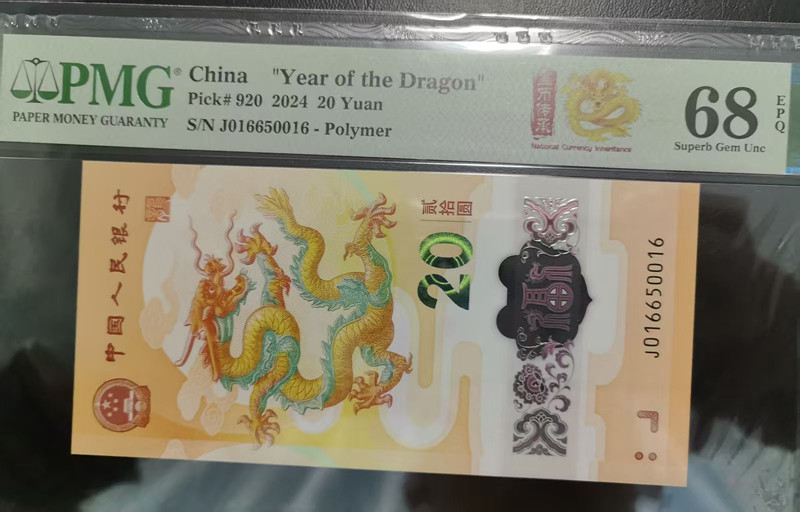 PMG®
PAPER MONEY GUARANTY
China "Year of the Dragon"
Pick# 920 2024 20 Yuan
S/N J016650016 - Polymer
National Currency Inheritance
68
EPQ
Superb Gem Unc
中国人民银行
贰拾圆
20
福
J016650016